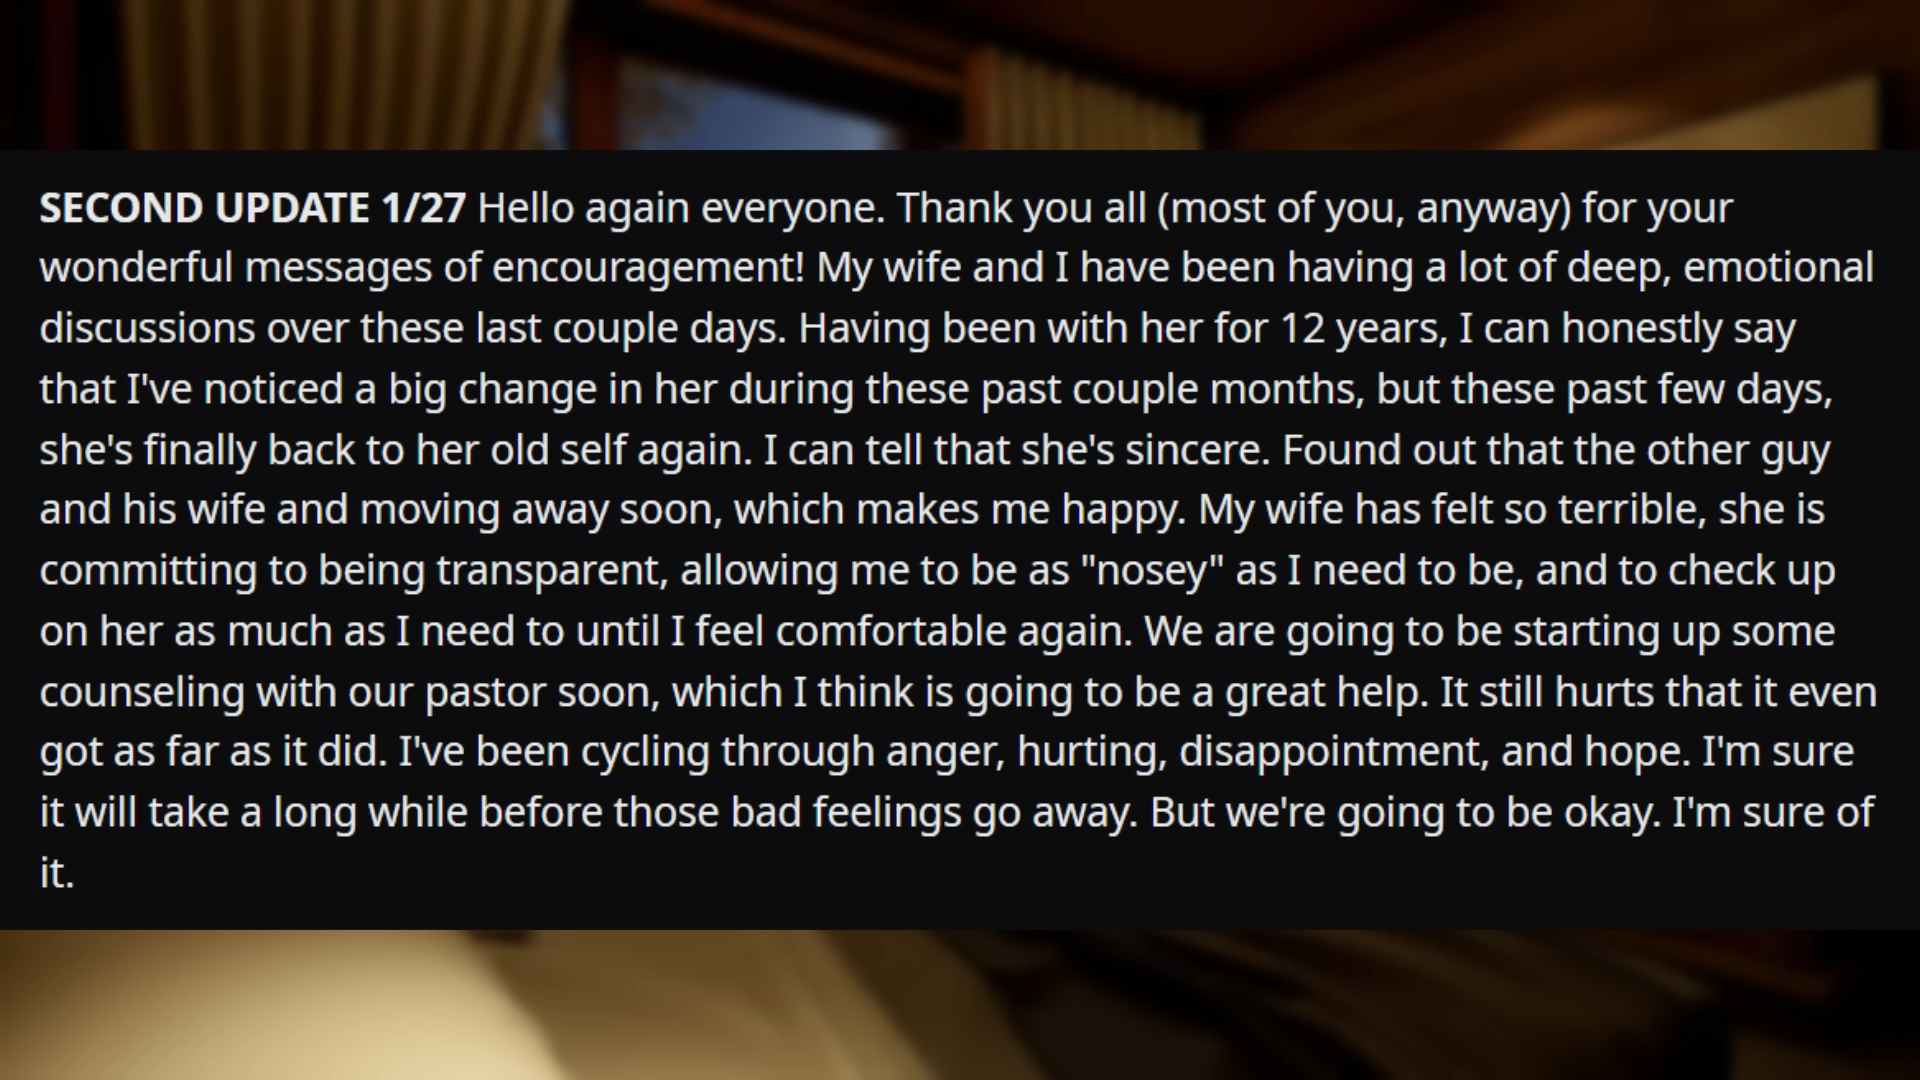 SECOND UPDATE 1/27 Hello again everyone. Thank you all (most of you, anyway) for your
wonderful messages of encouragement! My wife and I have been having a lot of deep, emotional
discussions over these last couple days. Having been with her for 12 years, I can honestly say
that I've noticed a big change in her during these past couple months, but these past few days,
she's finally back to her old self again. I can tell that she's sincere. Found out that the other guy
and his wife and moving away soon, which makes me happy. My wife has felt so terrible, she is
committing to being transparent, allowing me to be as "nosey" as I need to be, and to check up
on her as much as I need to until I feel comfortable again. We are going to be starting up some
counseling with our pastor soon, which I think is going to be a great help. It still hurts that it even
got as far as it did. I've been cycling through anger, hurting, disappointment, and hope. I'm sure
it will take a long while before those bad feelings go away. But we're going to be okay. I'm sure of
it.